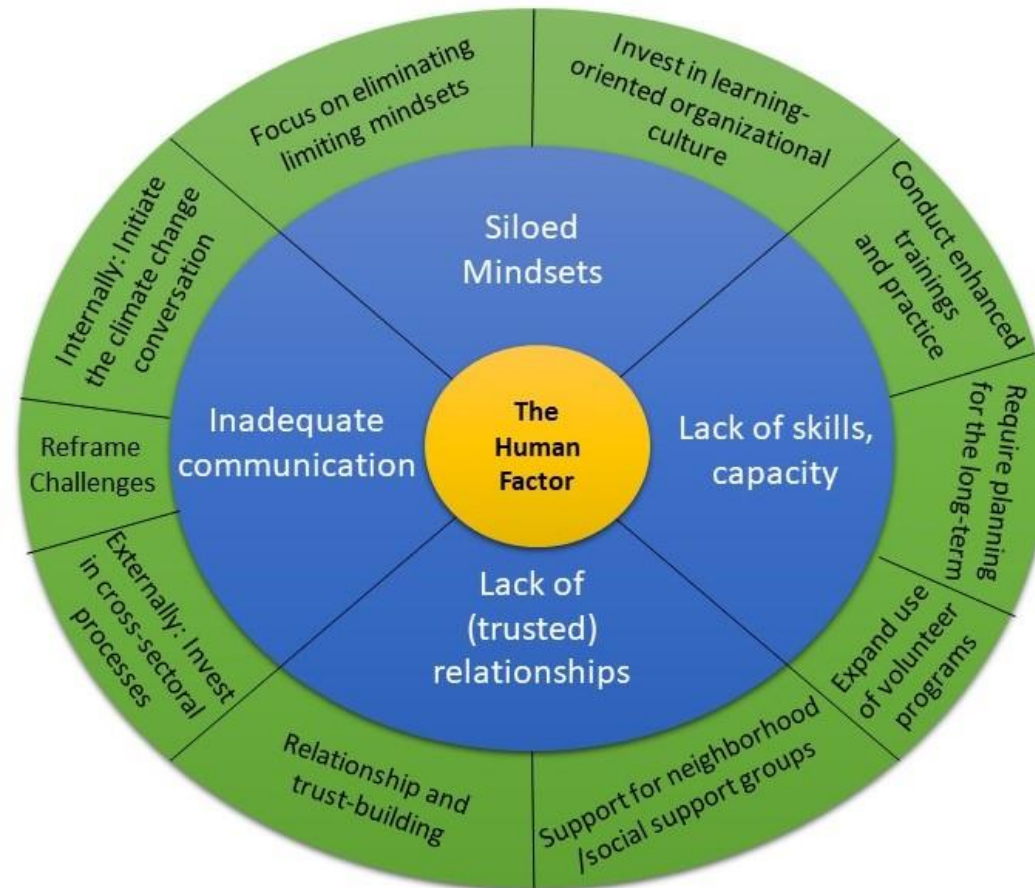 Focus on eliminating
limiting mindsets
Invest in learning-
oriented organizational
culture
Conduct enhanced
trainings
and practice
Require planning
for the long-term
Expand use
of volunteer
programs
Support for neighborhood
/social support groups
Relationship and
trust-building
Externally: Invest
in cross-sectoral
processes
Reframe
Challenges
Internally: Initiate
the climate change
conversation
Siloed
Mindsets
Lack of skills,
capacity
Lack of
(trusted)
relationships
Inadequate
communication
The
Human
Factor